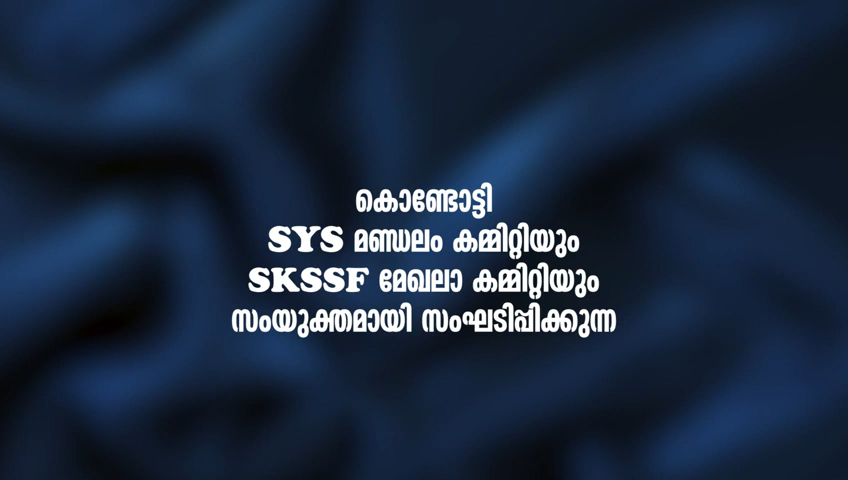 കൊണ്ടോട്ടി
SYS മണ്ഡലം കമ്മിറ്റിയും
SKSSF മേഖലാ കമ്മിറ്റിയും
സംയുക്തമായി സംഘടിപ്പിക്കുന്ന